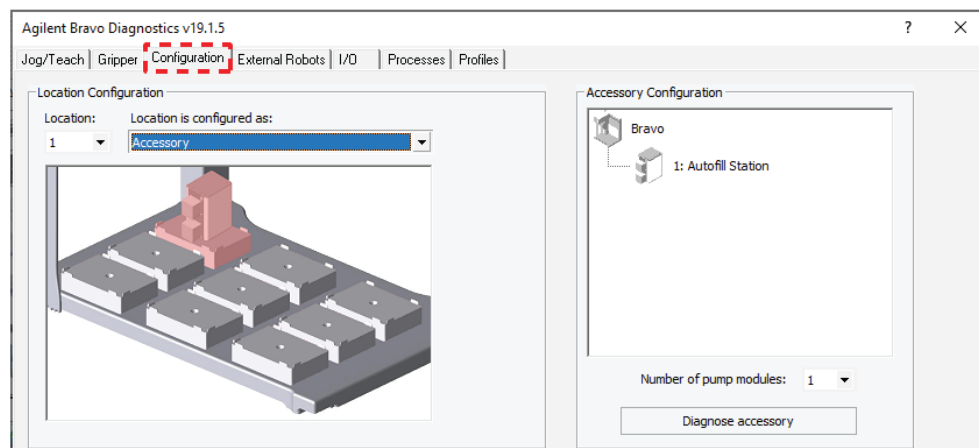 Agilent Bravo Diagnostics v19.1.5 ?
Jog/Teach Gripper Configuration External Robots I/O Processes Profiles
Location Configuration
Location: Location is configured as:
1 Accessory
Accessory Configuration
Bravo
1: Autofill Station
Number of pump modules: 1
Diagnose accessory